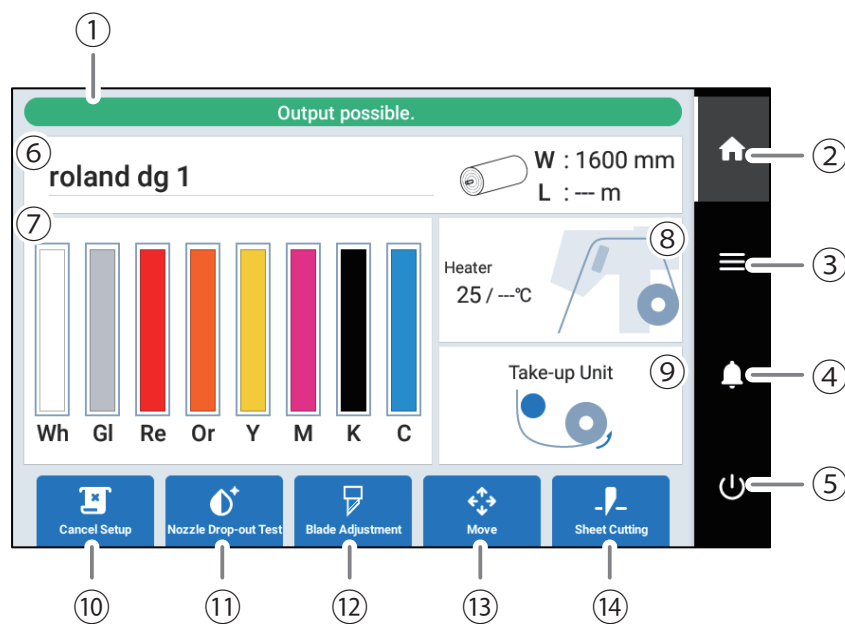 ①
Output possible.
⑥
roland dg 1
W : 1600 mm
L : --- m
②
⑦
⑧
Heater
25 / ---℃
③
⑨
Take-up Unit
④
Wh Gl Re Or Y M K C
⑤
Cancel Setup
Nozzle Drop-out Test
Blade Adjustment
Move
Sheet Cutting
⑩ ⑪ ⑫ ⑬ ⑭